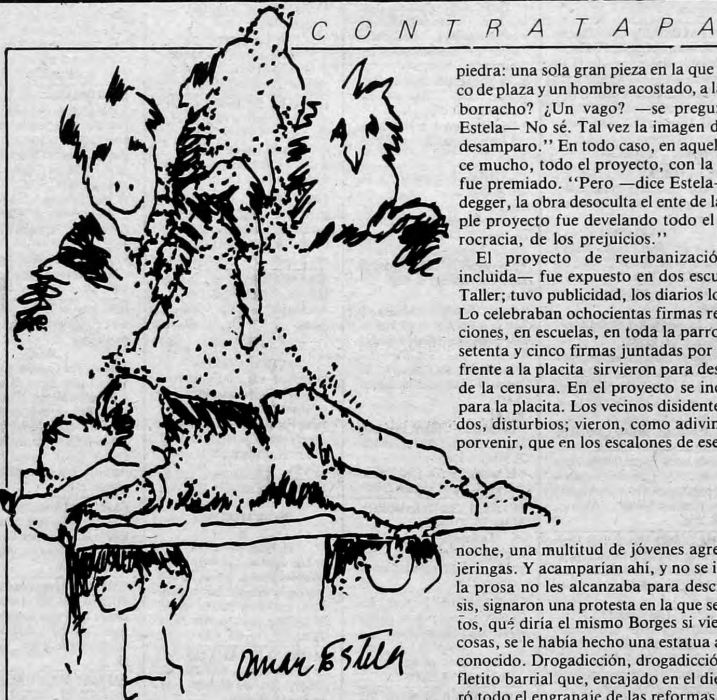 C O N T R A T A P A
piedra: una sola gran pieza en la que
co de plaza y un hombre acostado, a l
borracho? ¿Un vago? —se pregu
Estela— No sé. Tal vez la imagen d
desamparo.’’ En todo caso, en aquel
ce mucho, todo el proyecto, con la
fue premiado. ‘‘Pero —dice Estela-
degger, la obra desoculta el ente de la
ple proyecto fue develando todo el
rocracia, de los prejuicios.’’
El proyecto de reurbanizació
incluida— fue expuesto en dos escu
Taller; tuvo publicidad, los diarios lo
Lo celebraban ochocientas firmas re
ciones, en escuelas, en toda la parro
setenta y cinco firmas juntadas por
frente a la placita sirvieron para des
de la censura. En el proyecto se inc
para la placita. Los vecinos disidente
dos, disturbios; vieron, como adivin
porvenir, que en los escalones de ese
noche, una multitud de jóvenes agre
jeringas. Y acamparían ahí, y no se i
la prosa no les alcanzaba para descr
sis, signaron una protesta en la que se
tos, qué diría el mismo Borges si vie
cosas, se le había hecho una estatua a
conocido. Drogadicción, drogadicció
fletito barrial que, encajado en el dic
ró todo el engranaje de las reformas
Omar Estela